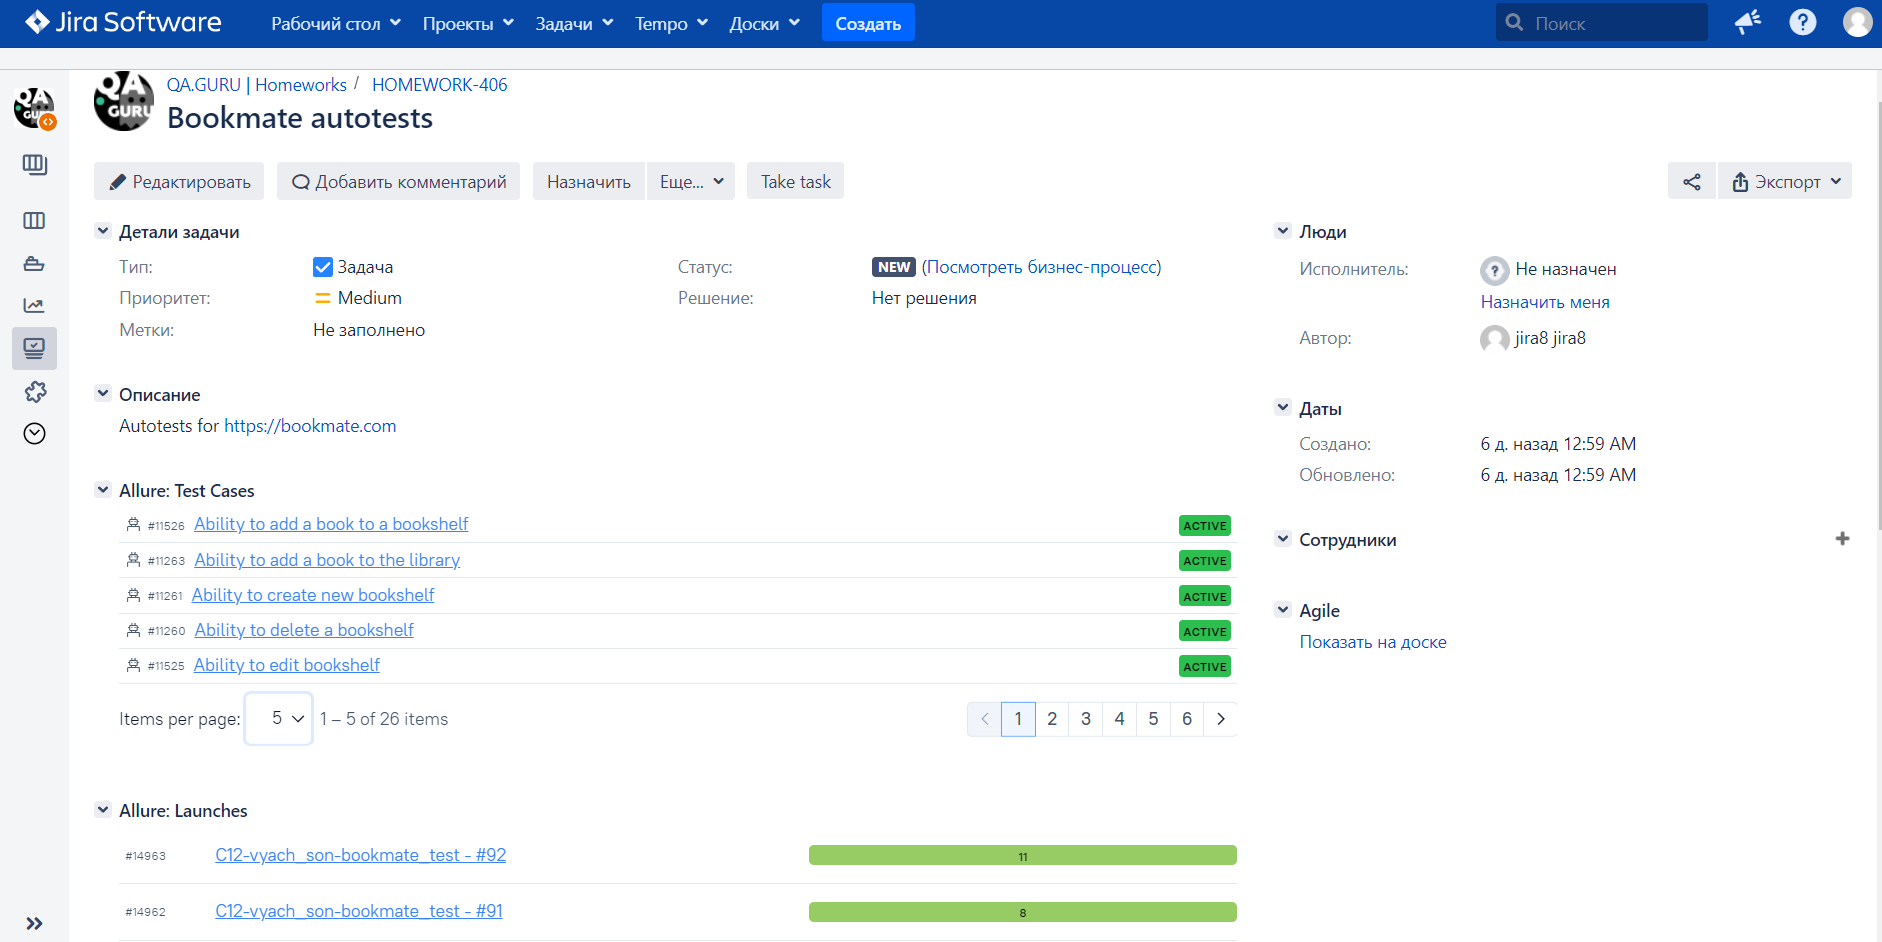 Jira Software Рабочий стол Проекты Задачи Tempo Доски Создать Поиск ?
QA.GURU | Homeworks / HOMEWORK-406
Bookmate autotests
QA GURU
QA GURU
Редактировать Добавить комментарий Назначить Еще... Take task Экспорт
Детали задачи
Тип: Задача Статус: NEW (Посмотреть бизнес-процесс)
Приоритет: Medium Решение: Нет решения
Метки: Не заполнено
Описание
Autotests for https://bookmate.com
Allure: Test Cases
#11526 Ability to add a book to a bookshelf ACTIVE
#11263 Ability to add a book to the library ACTIVE
#11261 Ability to create new bookshelf ACTIVE
#11260 Ability to delete a bookshelf ACTIVE
#11525 Ability to edit bookshelf ACTIVE
Items per page: 5 1 – 5 of 26 items < 1 2 3 4 5 6 >
Allure: Launches
#14963 C12-vyach_son-bookmate_test - #92 11
#14962 C12-vyach_son-bookmate_test - #91 8
Люди
Исполнитель: ? Не назначен
Назначить меня
Автор: jira8 jira8
Даты
Создано: 6 д. назад 12:59 AM
Обновлено: 6 д. назад 12:59 AM
Сотрудники +
Agile
Показать на доске